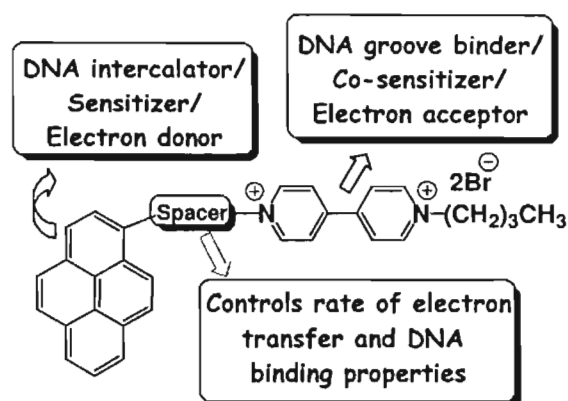 DNA intercalator/
Sensitizer/
Electron donor
DNA groove binder/
Co-sensitizer/
Electron acceptor
2Br⊖
Spacer
⊕N
⊕N-(CH₂)₃CH₃
Controls rate of electron
transfer and DNA
binding properties